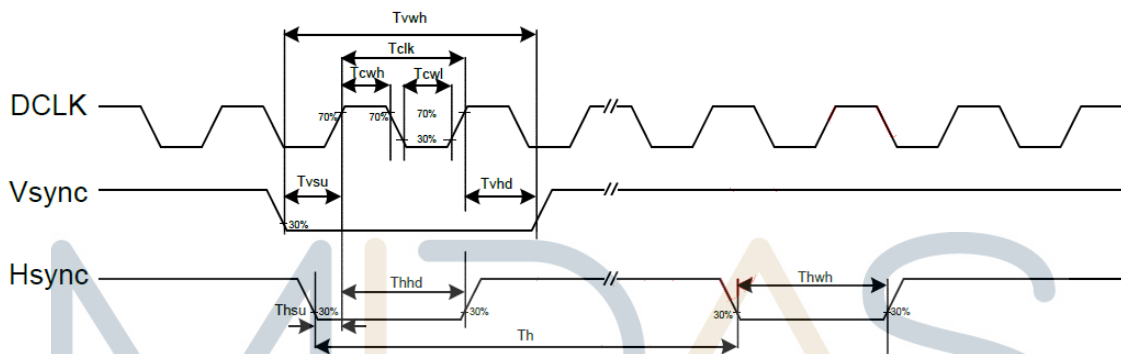 Tvwh
Tclk
Tcwh Tcwl
DCLK 70% 70% 70%
30%
Vsync Tvsu Tvhd
30%
MIDAS
Hsync Thhd Thwh
Thsu 30% 30% 30% 30%
Th